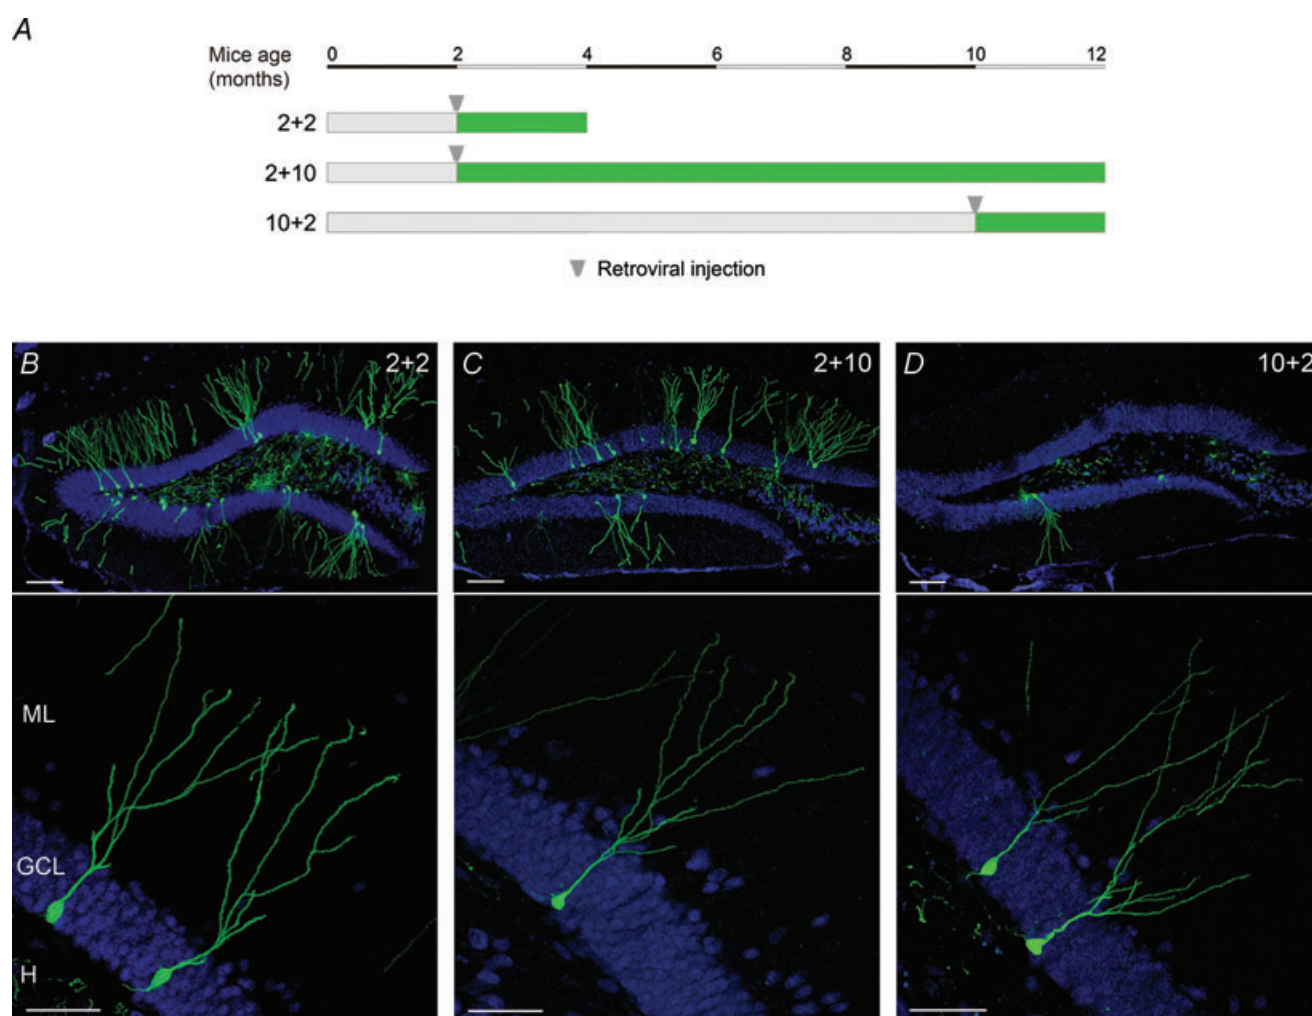 A
Mice age
(months)
0 2 4 6 8 10 12
2+2
2+10
10+2
Retroviral injection
B 2+2
C 2+10
D 10+2
ML
GCL
H